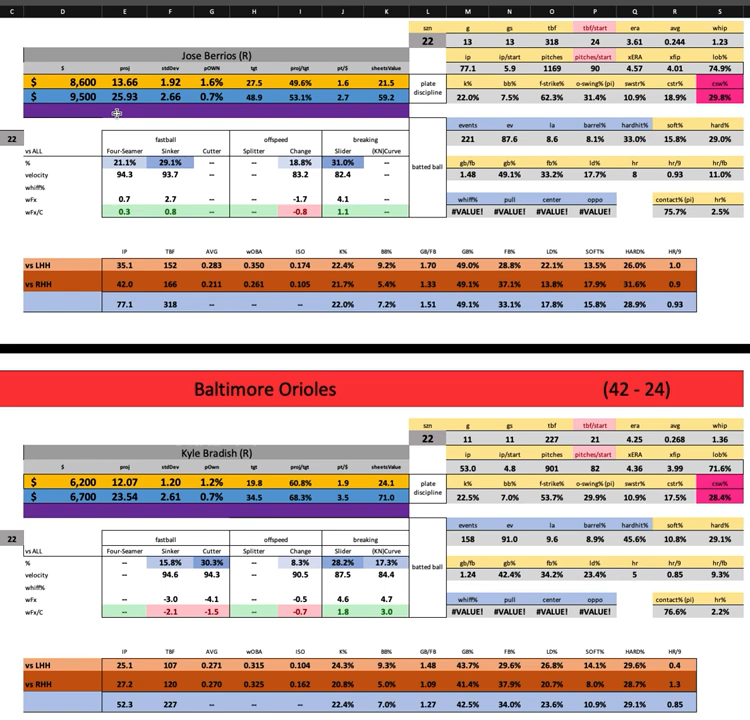 C D E F G H I J K L M N O P Q R S
szn g gs tbf tbf/start era avg whip
22 13 13 318 24 3.61 0.244 1.23
Jose Berrios (R) ip ip/start pitches pitches/start xERA xfip lob%
$ proj stdDev pOWN tgt proj/tgt pt/$ sheetsValue 77.1 5.9 1169 90 4.57 4.01 74.9%
$ 8,600 13.66 1.92 1.6% 27.5 49.6% 1.6 21.5 plate discipline k% bb% f-strike% o-swing% (pi) swstr% cstr% csw%
$ 9,500 25.93 2.66 0.7% 48.9 53.1% 2.7 59.2 22.0% 7.5% 62.3% 31.4% 10.9% 18.9% 29.8%
events ev la barrel% hardhit% soft% hard%
22 fastball offspeed breaking 221 87.6 8.6 8.1% 33.0% 15.8% 29.0%
vs ALL Four-Seamer Sinker Cutter Splitter Change Slider (KN)Curve
% 21.1% 29.1% -- -- 18.8% 31.0% -- batted ball gb/fb gb% fb% ld% hr hr/9 hr/fb
velocity 94.3 93.7 -- -- 83.2 82.4 -- 1.48 49.1% 33.2% 17.7% 8 0.93 11.0%
whiff%
wFx 0.7 2.7 -- -- -1.7 4.1 -- whiff% pull center oppo contact% (pi) hr%
wFx/C 0.3 0.8 -- -- -0.8 1.1 -- #VALUE! #VALUE! #VALUE! #VALUE! 75.7% 2.5%
IP TBF AVG wOBA ISO K% BB% GB/FB GB% FB% LD% SOFT% HARD% HR/9
vs LHH 35.1 152 0.283 0.350 0.174 22.4% 9.2% 1.70 49.0% 28.8% 22.1% 13.5% 26.0% 1.0
vs RHH 42.0 166 0.211 0.261 0.105 21.7% 5.4% 1.33 49.1% 37.1% 13.8% 17.9% 31.6% 0.9
77.1 318 -- -- -- 22.0% 7.2% 1.51 49.1% 33.1% 17.8% 15.8% 28.9% 0.93
Baltimore Orioles (42 - 24)
szn g gs tbf tbf/start era avg whip
22 11 11 227 21 4.25 0.268 1.36
Kyle Bradish (R) ip ip/start pitches pitches/start xERA xfip lob%
$ proj stdDev pOwn tgt proj/tgt pt/$ sheetsValue 53.0 4.8 901 82 4.36 3.99 71.6%
$ 6,200 12.07 1.20 1.2% 19.8 60.8% 1.9 24.1 plate discipline k% bb% f-strike% o-swing% (pi) swstr% cstr% csw%
$ 6,700 23.54 2.61 0.7% 34.5 68.3% 3.5 71.0 22.5% 7.0% 53.7% 29.9% 10.9% 17.5% 28.4%
events ev la barrel% hardhit% soft% hard%
22 fastball offspeed breaking 158 91.0 9.6 8.9% 45.6% 10.8% 29.1%
vs ALL Four-Seamer Sinker Cutter Splitter Change Slider (KN)Curve
% -- 15.8% 30.3% -- 8.3% 28.2% 17.3% batted ball gb/fb gb% fb% ld% hr hr/9 hr/fb
velocity -- 94.6 94.3 -- 90.5 87.5 84.4 1.24 42.4% 34.2% 23.4% 5 0.85 9.3%
whiff%
wFx -- -3.0 -4.1 -- -0.5 4.6 4.7 whiff% pull center oppo contact% (pi) hr%
wFx/C -- -2.1 -1.5 -- -0.7 1.8 3.0 #VALUE! #VALUE! #VALUE! #VALUE! 76.6% 2.2%
IP TBF AVG wOBA ISO K% BB% GB/FB GB% FB% LD% SOFT% HARD% HR/9
vs LHH 25.1 107 0.271 0.315 0.104 24.3% 9.3% 1.48 43.7% 29.6% 26.8% 14.1% 29.6% 0.4
vs RHH 27.2 120 0.270 0.325 0.162 20.8% 5.0% 1.09 41.4% 37.9% 20.7% 8.0% 28.7% 1.3
52.3 227 -- -- -- 22.4% 7.0% 1.27 42.5% 34.0% 23.6% 10.9% 29.1% 0.85